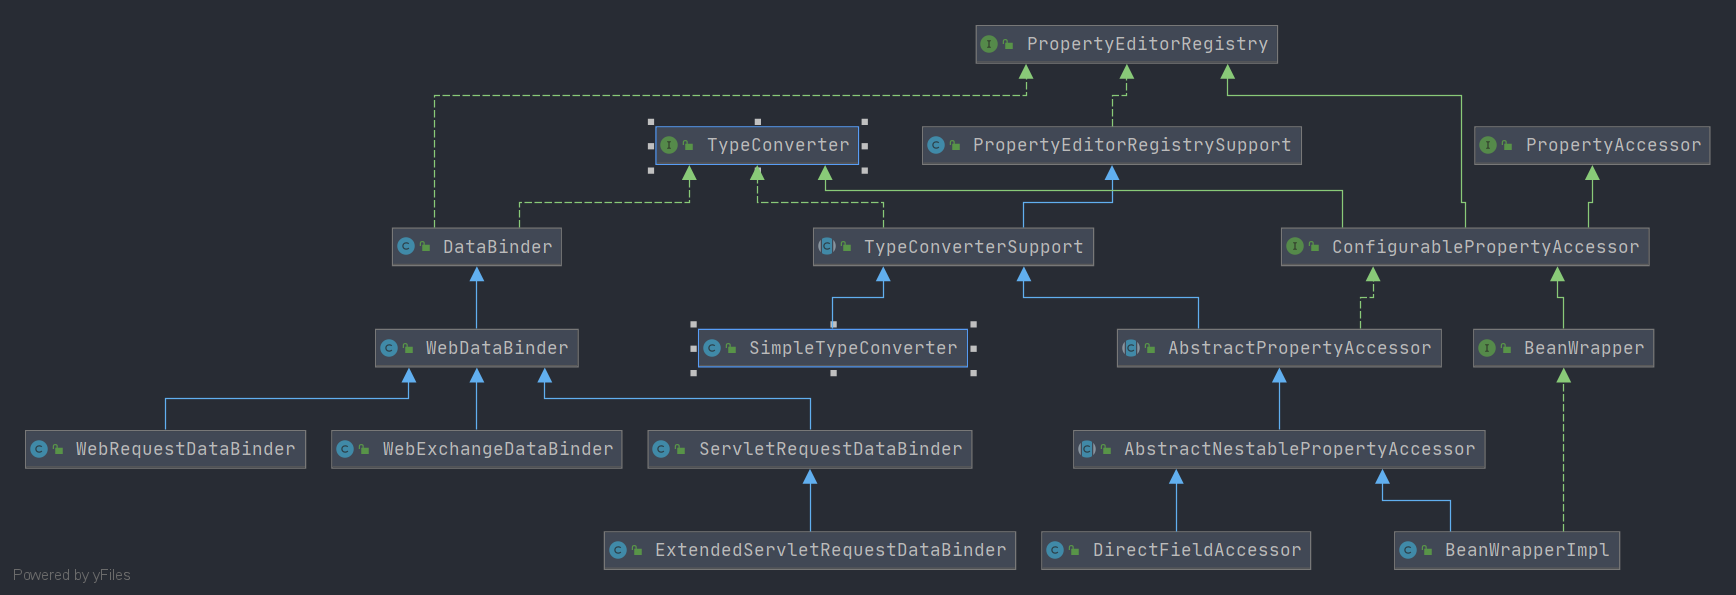 PropertyEditorRegistry
TypeConverter
PropertyEditorRegistrySupport
PropertyAccessor
DataBinder
TypeConverterSupport
ConfigurablePropertyAccessor
WebDataBinder
SimpleTypeConverter
AbstractPropertyAccessor
BeanWrapper
WebRequestDataBinder
WebExchangeDataBinder
ServletRequestDataBinder
AbstractNestablePropertyAccessor
ExtendedServletRequestDataBinder
DirectFieldAccessor
BeanWrapperImpl
Powered by yFiles